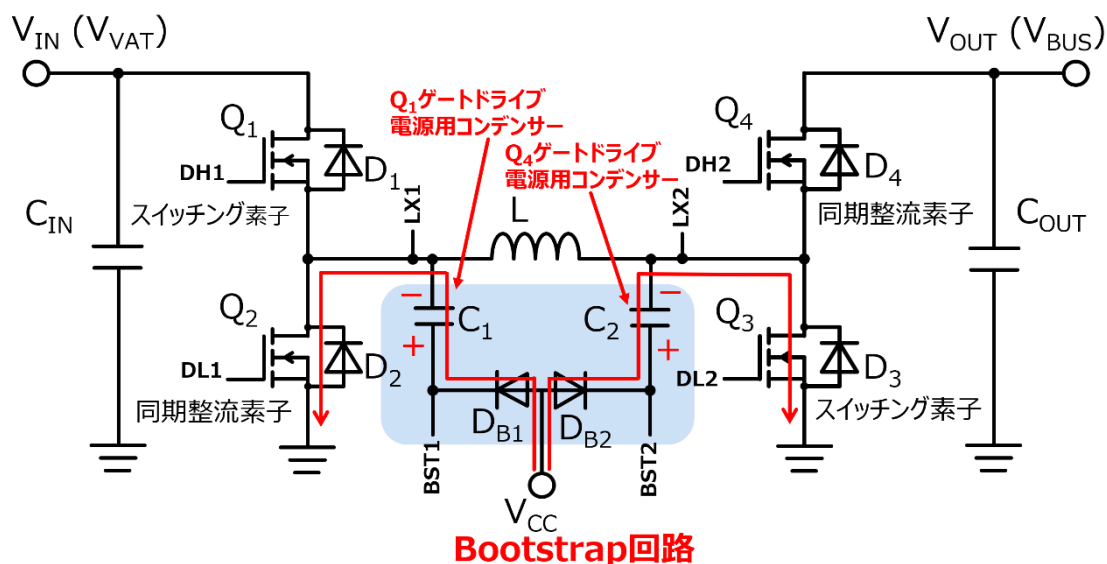 VIN (VVAT)
VOUT (VBUS)
Q1ゲートドライブ
電源用コンデンサー
Q1
DH1
D1
スイッチング素子
CIN
LX1
Q4ゲートドライブ
電源用コンデンサー
L
LX2
Q4
DH2
D4
同期整流素子
COUT
Q2
DL1
D2
同期整流素子
−
C1
+
−
C2
+
Q3
DL2
D3
スイッチング素子
DB1
DB2
BST1
BST2
VCC
Bootstrap回路